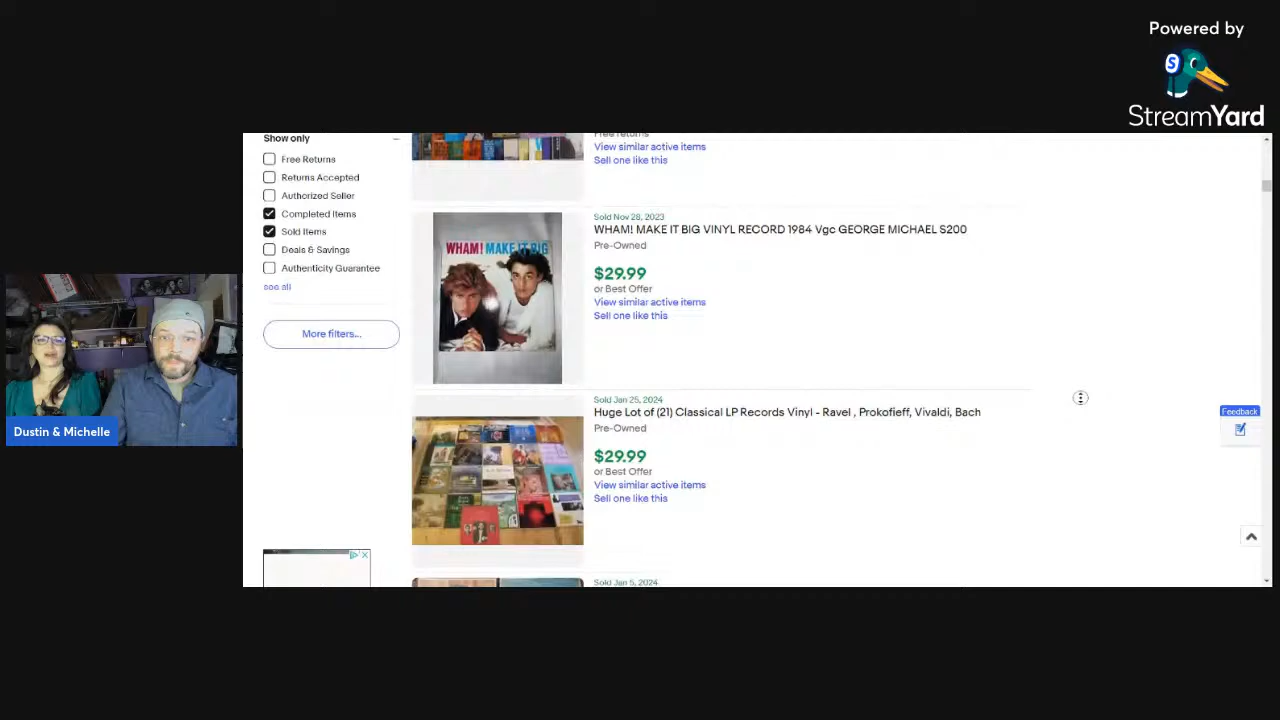 Powered by
StreamYard
Show only
Free Returns
Returns Accepted
Authorized Seller
Completed Items
Sold Items
Deals & Savings
Authenticity Guarantee
see all
More filters...
Free returns
View similar active items
Sell one like this
Sold Nov 28, 2023
WHAM! MAKE IT BIG VINYL RECORD 1984 Vgc GEORGE MICHAEL S200
Pre-Owned
$29.99
or Best Offer
View similar active items
Sell one like this
WHAM! MAKE IT BIG
Sold Jan 25, 2024
Huge Lot of (21) Classical LP Records Vinyl - Ravel , Prokofieff, Vivaldi, Bach
Pre-Owned
$29.99
or Best Offer
View similar active items
Sell one like this
Sold Jan 5, 2024
Feedback
Dustin & Michelle